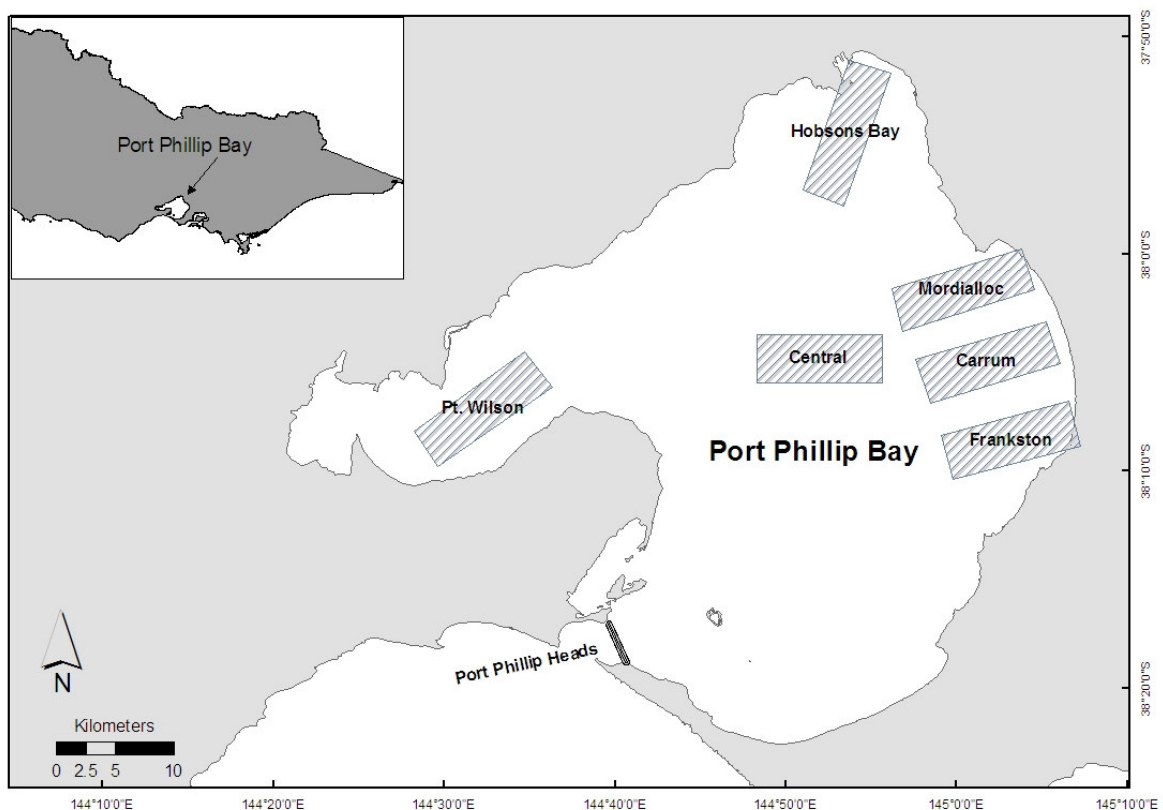 Port Phillip Bay
Hobsons Bay
Mordialloc
Central
Carrum
Pt. Wilson
Frankston
Port Phillip Bay
Port Phillip Heads
N
Kilometers
0 2.5 5 10
37°50'0"S
38°0'0"S
38°10'0"S
38°20'0"S
144°10'0"E
144°20'0"E
144°30'0"E
144°40'0"E
144°50'0"E
145°0'0"E
145°10'0"E